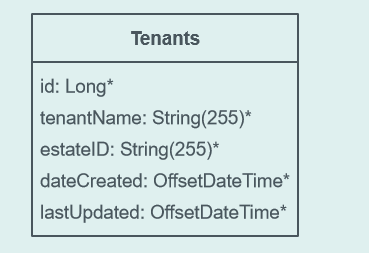 Tenants
id: Long*
tenantName: String(255)*
estateID: String(255)*
dateCreated: OffsetDateTime*
lastUpdated: OffsetDateTime*